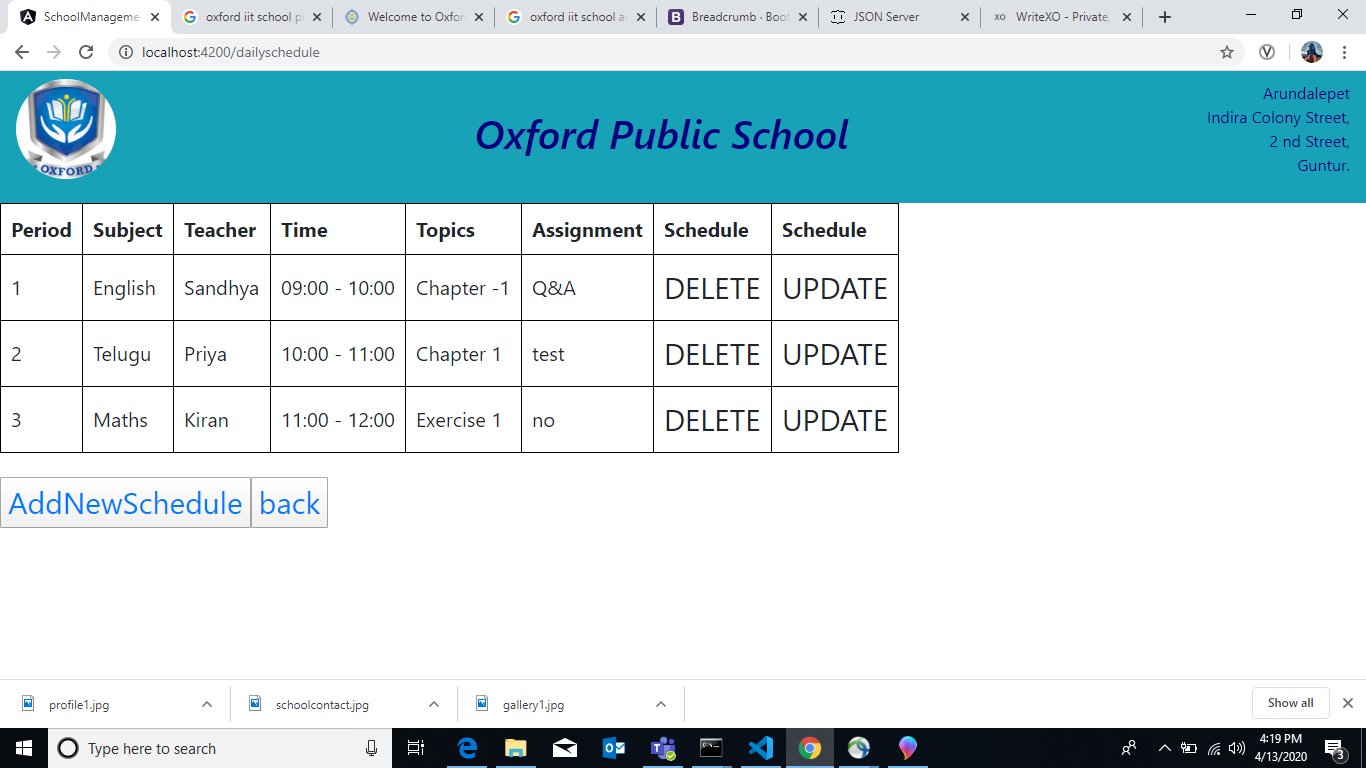 SchoolManageme
oxford iit school p
Welcome to Oxfor
oxford iit school a
Breadcrumb · Boot
JSON Server
XO WriteXO - Private,
localhost:4200/dailyschedule
OXFORD
Oxford Public School
Arundalepet
Indira Colony Street,
2 nd Street,
Guntur.
Period Subject Teacher Time Topics Assignment Schedule Schedule
1 English Sandhya 09:00 - 10:00 Chapter -1 Q&A DELETE UPDATE
2 Telugu Priya 10:00 - 11:00 Chapter 1 test DELETE UPDATE
3 Maths Kiran 11:00 - 12:00 Exercise 1 no DELETE UPDATE
AddNewSchedule back
profile1.jpg schoolcontact.jpg gallery1.jpg Show all
Type here to search
4:19 PM
4/13/2020
3